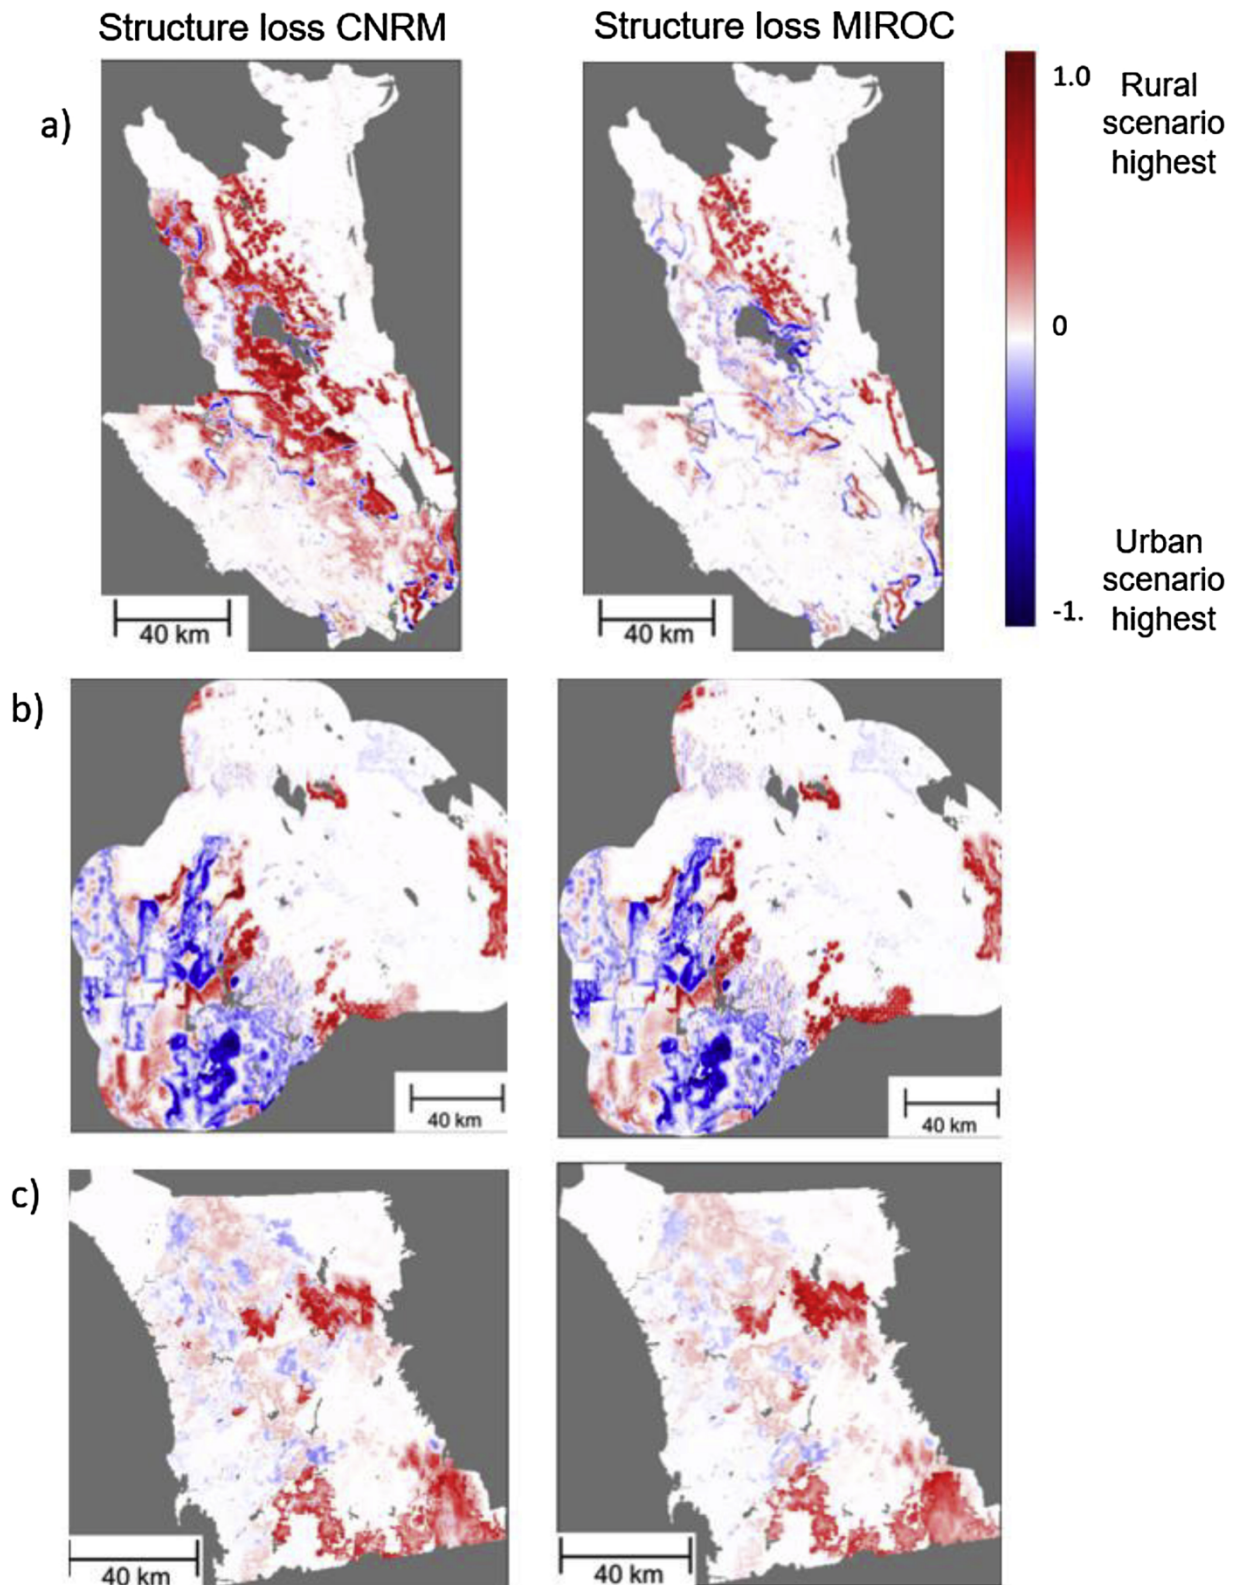 Structure loss CNRM
Structure loss MIROC
1.0
Rural
scenario
highest
0
Urban
scenario
highest
-1.
a)
40 km
40 km
b)
40 km
40 km
c)
40 km
40 km